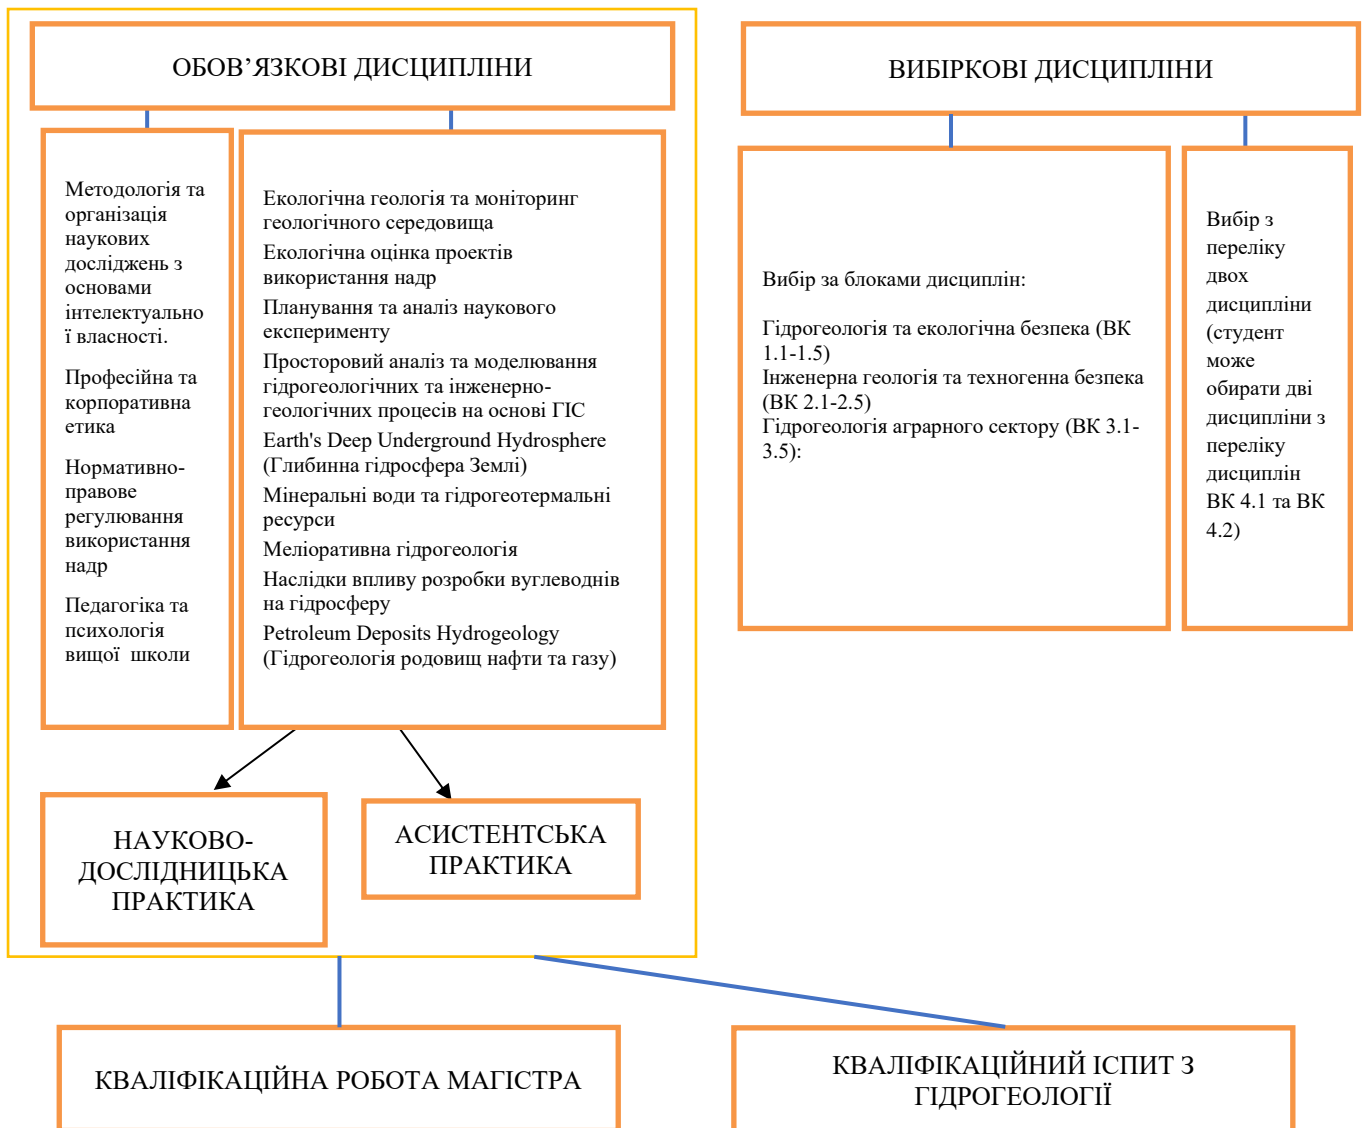 ОБОВ’ЯЗКОВІ ДИСЦИПЛІНИ
Методологія та
організація
наукових
досліджень з
основами
інтелектуально
ї власності.
Професійна та
корпоративна
етика
Нормативно-
правове
регулювання
використання
надр
Педагогіка та
психологія
вищої школи
Екологічна геологія та моніторинг
геологічного середовища
Екологічна оцінка проектів
використання надр
Планування та аналіз наукового
експерименту
Просторовий аналіз та моделювання
гідрогеологічних та інженерно-
геологічних процесів на основі ГІС
Earth's Deep Underground Hydrosphere
(Глибинна гідросфера Землі)
Мінеральні води та гідрогеотермальні
ресурси
Меліоративна гідрогеологія
Наслідки впливу розробки вуглеводнів
на гідросферу
Petroleum Deposits Hydrogeology
(Гідрогеологія родовищ нафти та газу)
НАУКОВО-
ДОСЛІДНИЦЬКА
ПРАКТИКА
АСИСТЕНТСЬКА
ПРАКТИКА
ВИБІРКОВІ ДИСЦИПЛІНИ
Вибір за блоками дисциплін:
Гідрогеологія та екологічна безпека (ВК
1.1-1.5)
Інженерна геологія та техногенна безпека
(ВК 2.1-2.5)
Гідрогеологія аграрного сектору (ВК 3.1-
3.5):
Вибір з
переліку
двох
дисципліни
(студент
може
обирати дві
дисципліни з
переліку
дисциплін
ВК 4.1 та ВК
4.2)
КВАЛІФІКАЦІЙНА РОБОТА МАГІСТРА
КВАЛІФІКАЦІЙНИЙ ІСПИТ З
ГІДРОГЕОЛОГІЇ